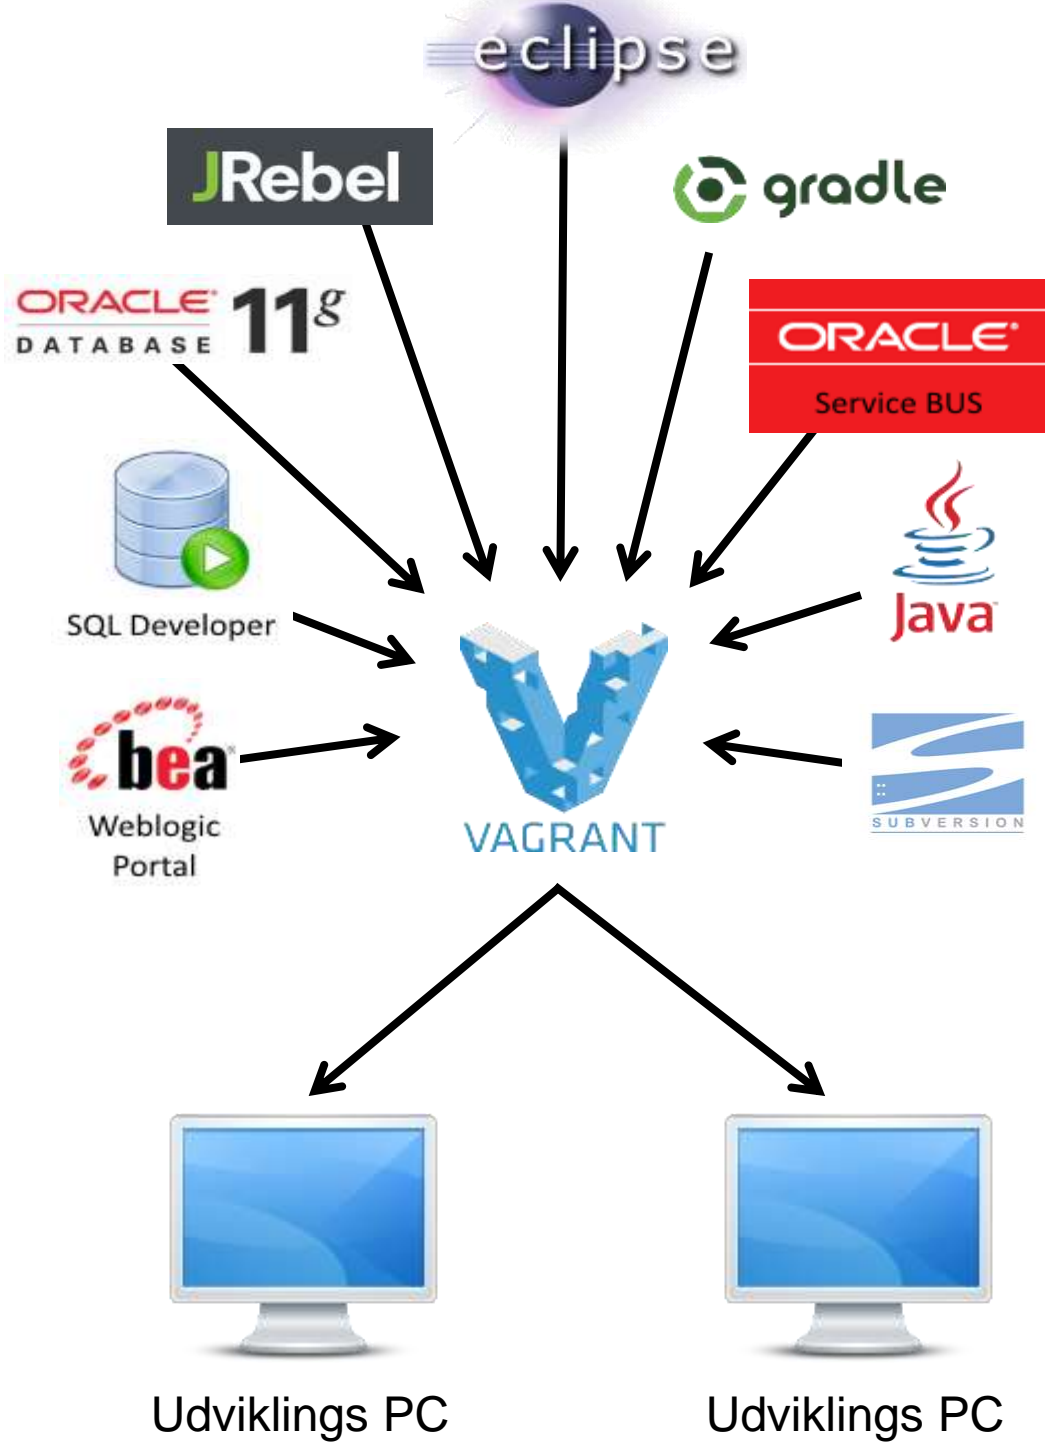 eclipse
JRebel
gradle
ORACLE
DATABASE
11g
ORACLE
Service BUS
SQL Developer
Java
bea
Weblogic
Portal
VAGRANT
SUBVERSION
Udviklings PC
Udviklings PC